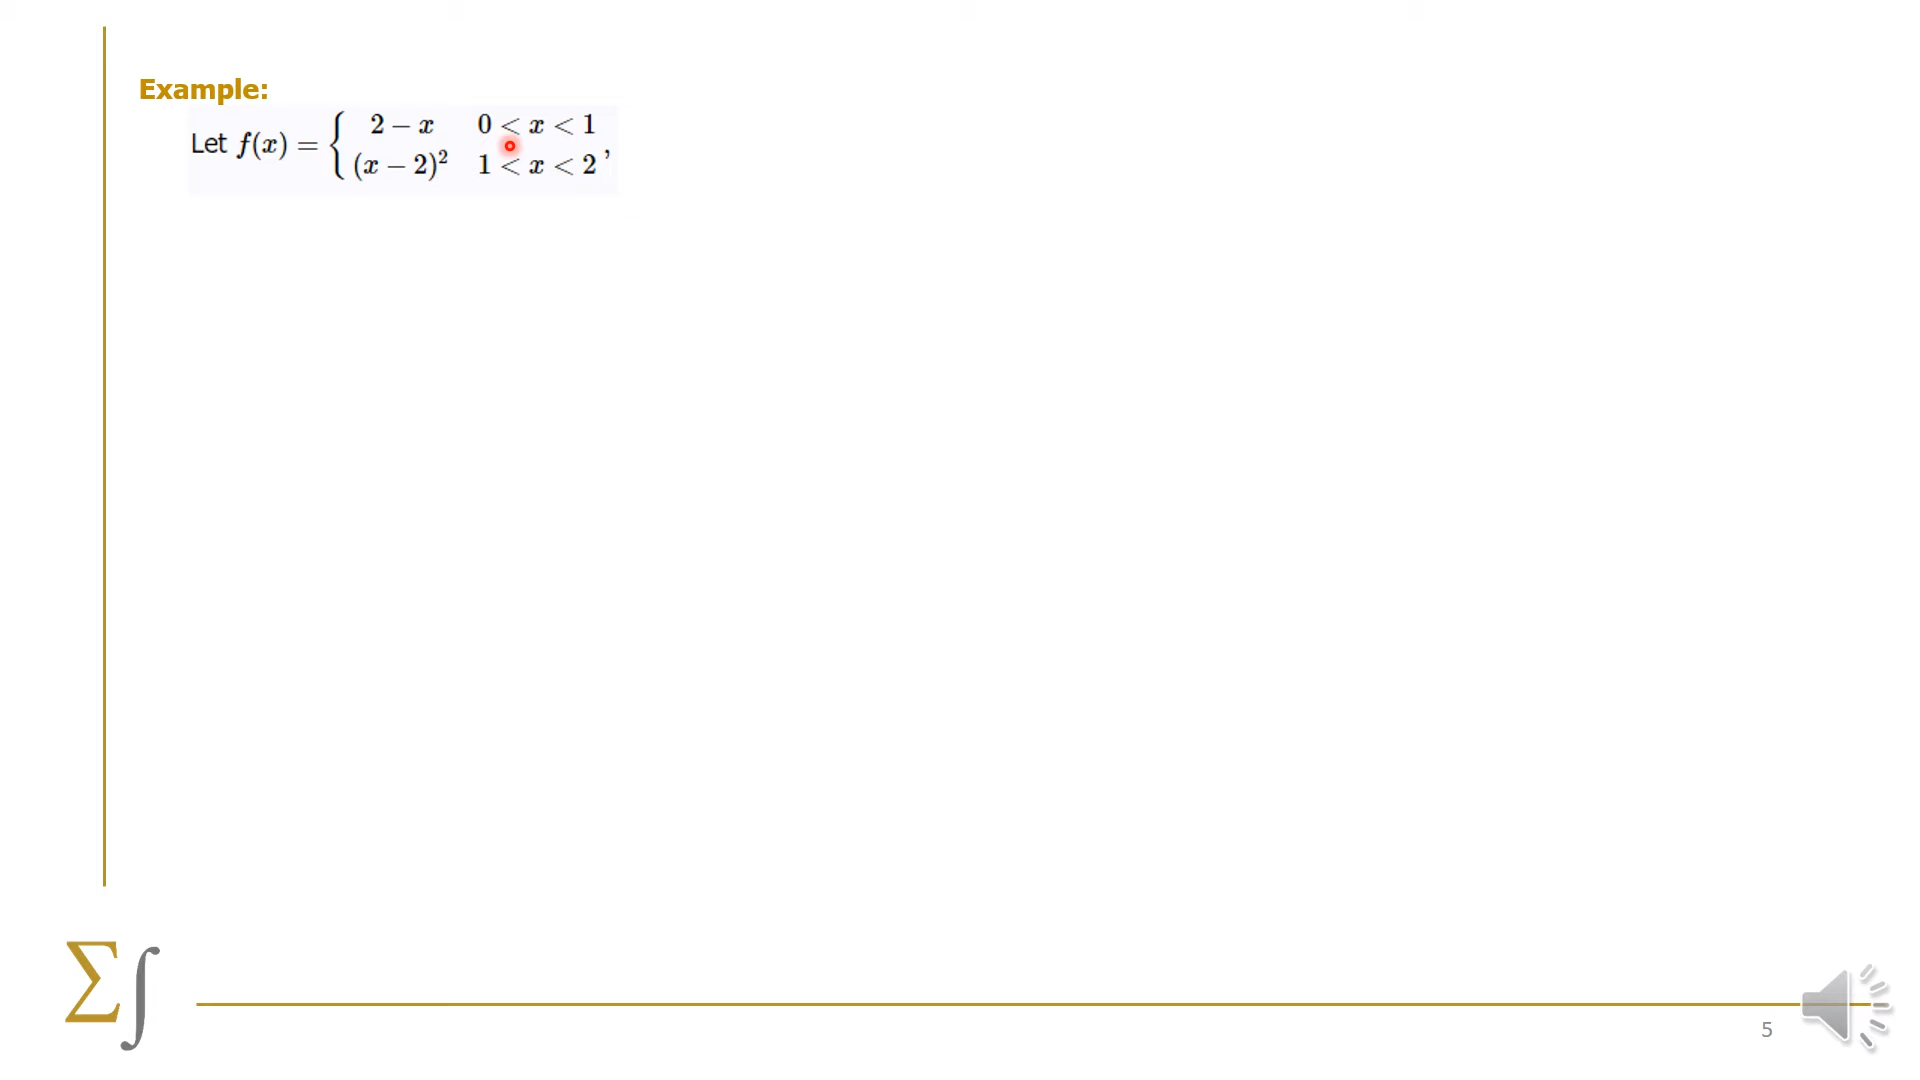 Example:
Let f(x) = { 2 − x 0 < x < 1
(x − 2)² 1 < x < 2 ,
∑∫
5